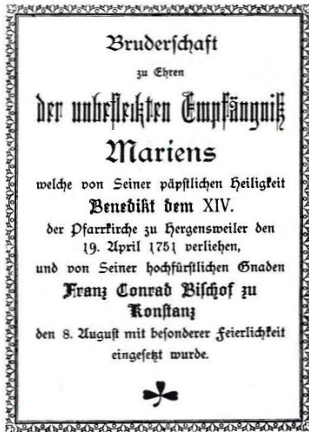 Bruderschaft
zu Ehren
der unbefleckten Empfängniß
Mariens
welche von Seiner päpstlichen Heiligkeit
Benedikt dem XIV.
der Pfarrkirche zu Hergensweiler den
19. April 1751 verliehen,
und von Seiner hochfürstlichen Gnaden
Franz Conrad Bischof zu
Konstanz
den 8. August mit besonderer Feierlichkeit
eingesetzt wurde.